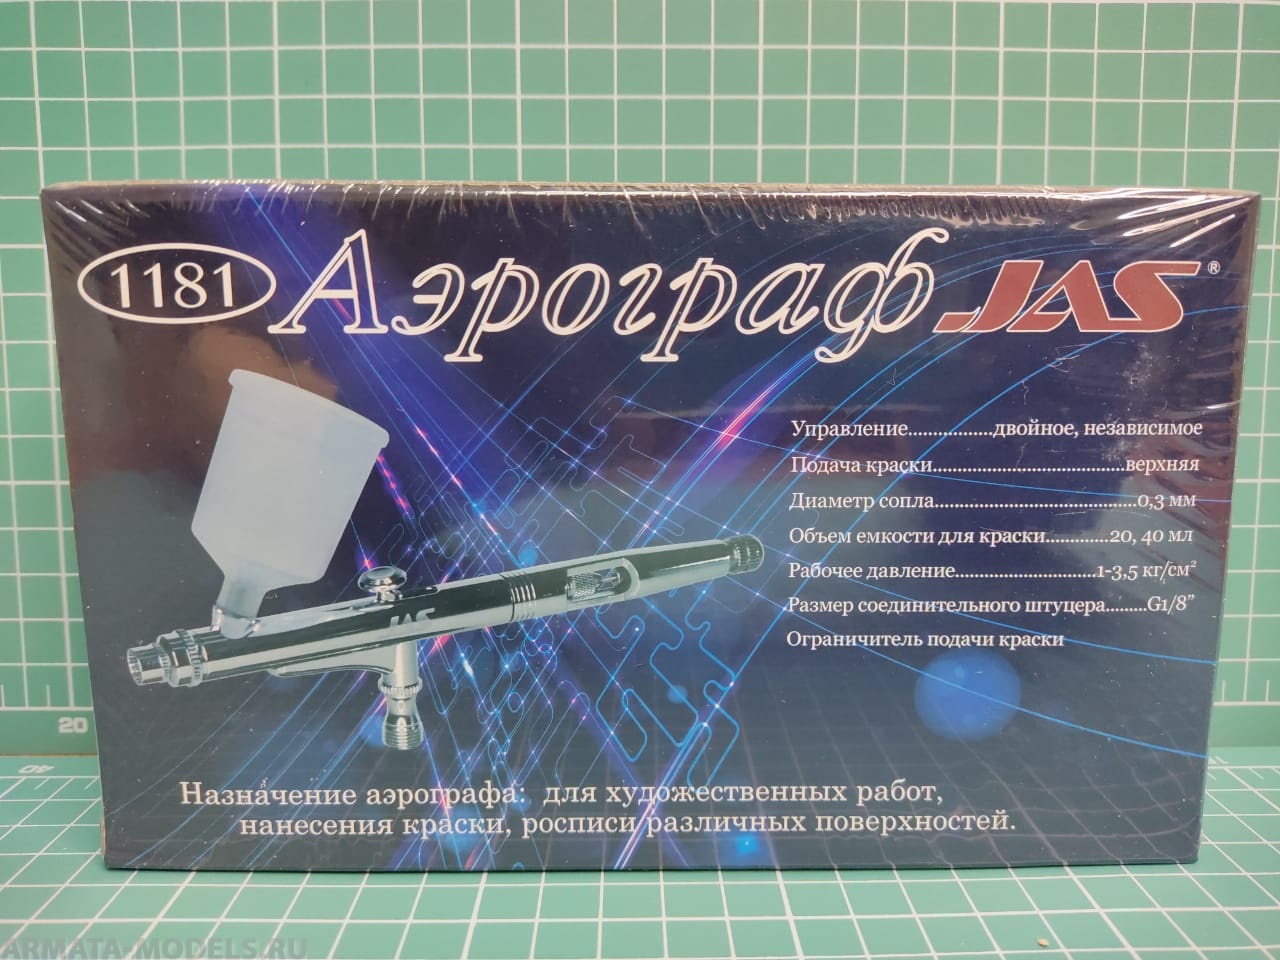 1181 Аэрограф JAS®
Управление.................двойное, независимое
Подача краски.......................................верхняя
Диаметр сопла.........................................0,3 мм
Объем емкости для краски.............20, 40 мл
Рабочее давление.............................1-3,5 кг/см²
Размер соединительного штуцера.........G1/8”
Ограничитель подачи краски
JAS
Назначение аэрографа: для художественных работ,
нанесения краски, росписи различных поверхностей.
20
40
ARMATA-MODELS.RU